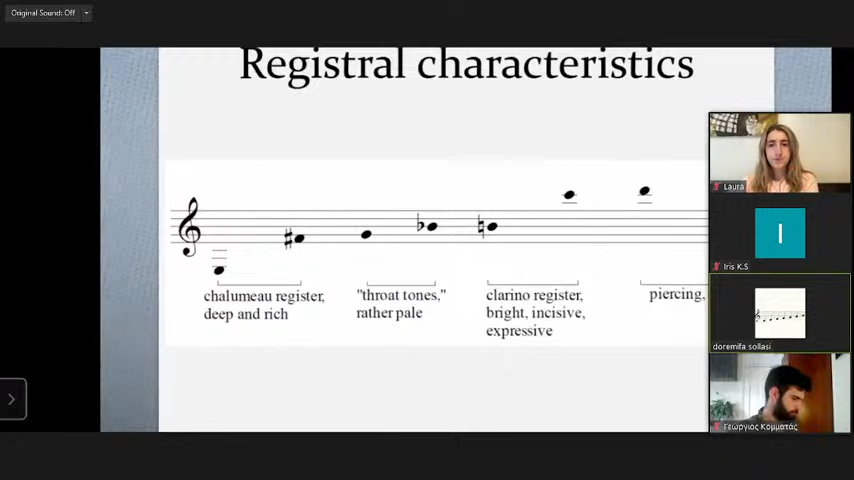 Original Sound: Off
Registral characteristics
chalumeau register,
deep and rich
"throat tones,"
rather pale
clarino register,
bright, incisive,
expressive
piercing,
Laura
I
Iris K.S
doremifa sollasi
Γεώργιος Κομματάς